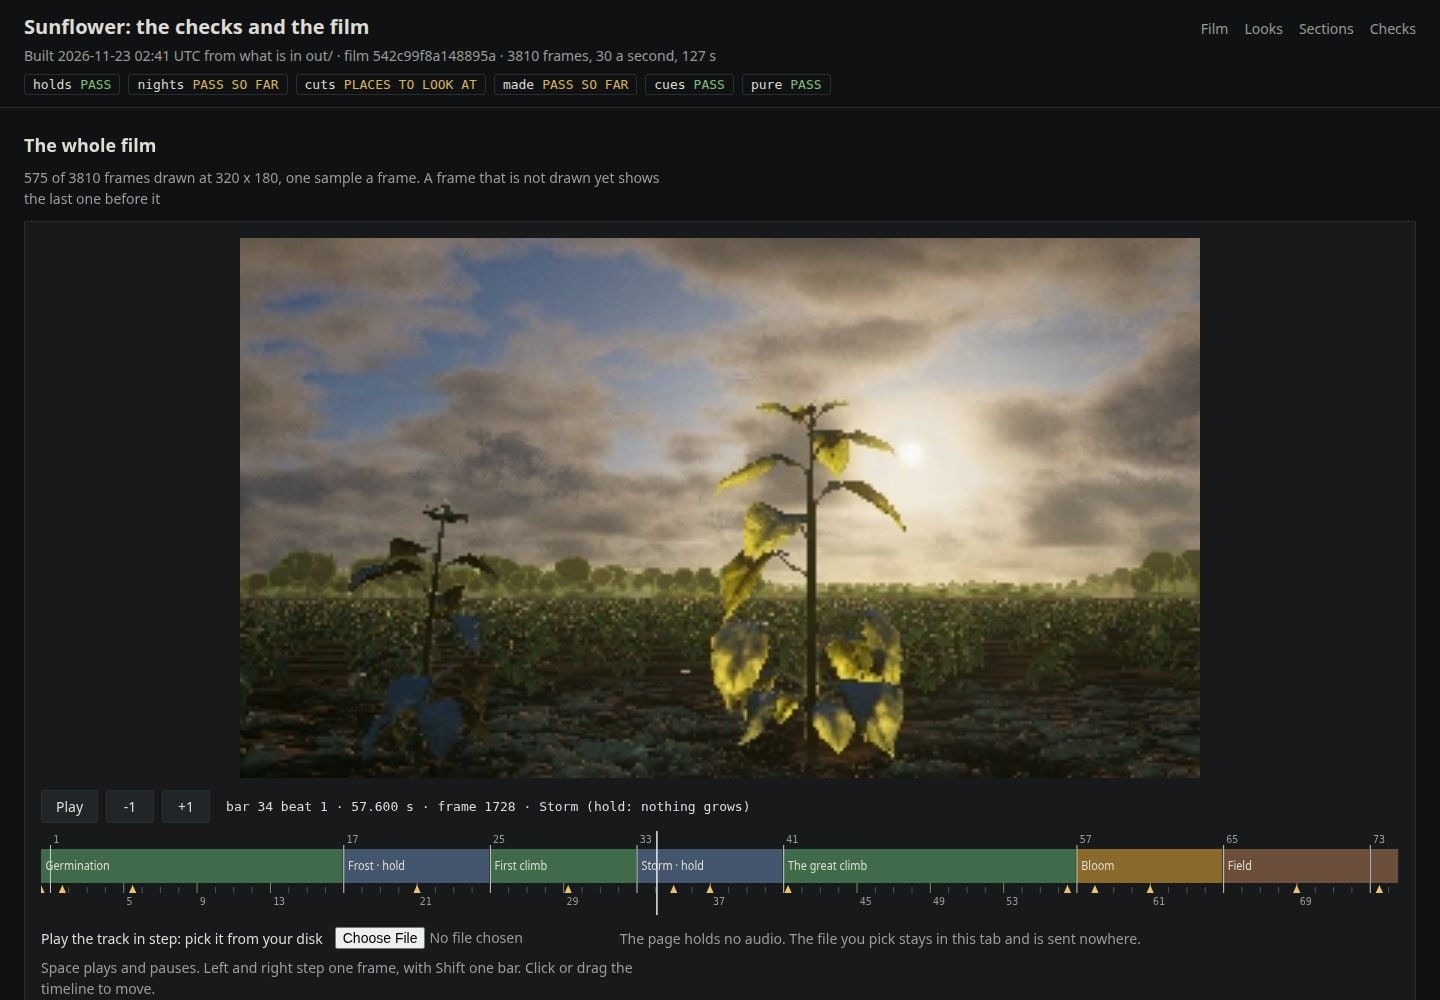 Sunflower: the checks and the film
Film Looks Sections Checks
Built 2026-11-23 02:41 UTC from what is in out/ · film 542c99f8a148895a · 3810 frames, 30 a second, 127 s
holds PASS nights PASS SO FAR cuts PLACES TO LOOK AT made PASS SO FAR cues PASS pure PASS
The whole film
575 of 3810 frames drawn at 320 x 180, one sample a frame. A frame that is not drawn yet shows
the last one before it
Play -1 +1 bar 34 beat 1 · 57.600 s · frame 1728 · Storm (hold: nothing grows)
1 17 25 33 41 57 65 73
Germination Frost · hold First climb Storm · hold The great climb Bloom Field
5 9 13 21 29 37 45 49 53 61 69
Play the track in step: pick it from your disk Choose File No file chosen The page holds no audio. The file you pick stays in this tab and is sent nowhere.
Space plays and pauses. Left and right step one frame, with Shift one bar. Click or drag the
timeline to move.